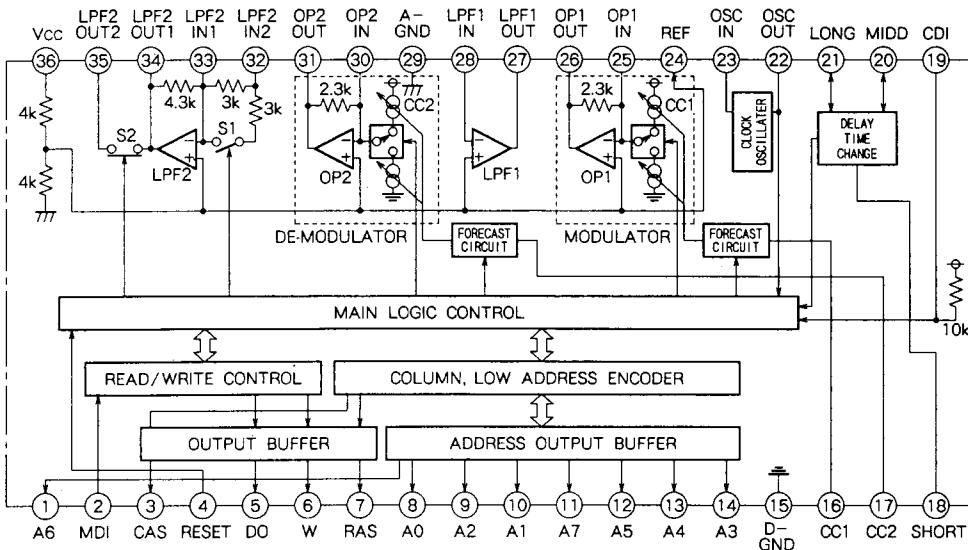 Vcc
LPF2 OUT2
LPF2 OUT1
LPF2 IN1
LPF2 IN2
OP2 OUT
OP2 IN
A-GND
LPF1 IN
LPF1 OUT
OP1 OUT
OP1 IN
REF
OSC IN
OSC OUT
LONG
MIDD
CDI
36 35 34 33 32 31 30 29 28 27 26 25 24 23 22 21 20 19
4k
4.3k
3k
3k
2.3k
CC2
2.3k
CC1
S2
S1
LPF2
OP2
LPF1
OP1
CLOCK OSCILLATER
DELAY
TIME
CHANGE
4k
DE-MODULATOR
FORECAST
CIRCUIT
MODULATOR
FORECAST
CIRCUIT
MAIN LOGIC CONTROL
10k
READ/WRITE CONTROL
COLUMN, LOW ADDRESS ENCODER
OUTPUT BUFFER
ADDRESS OUTPUT BUFFER
1 2 3 4 5 6 7 8 9 10 11 12 13 14 15 16 17 18
A6 MDI CAS RESET DO W RAS A0 A2 A1 A7 A5 A4 A3 D-GND CC1 CC2 SHORT